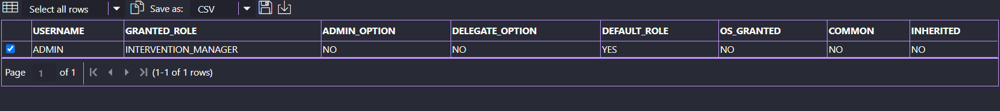 Select all rows Save as: CSV
USERNAME GRANTED_ROLE ADMIN_OPTION DELEGATE_OPTION DEFAULT_ROLE OS_GRANTED COMMON INHERITED
ADMIN INTERVENTION_MANAGER NO NO YES NO NO NO
Page 1 of 1 (1-1 of 1 rows)